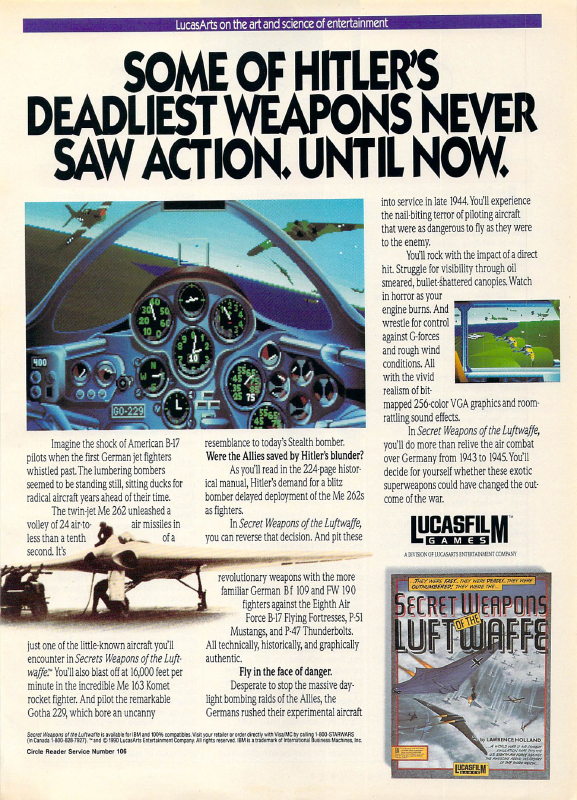 LucasArts on the art and science of entertainment
SOME OF HITLER'S
DEADLIEST WEAPONS NEVER
SAW ACTION. UNTIL NOW.
400
GO-229
Imagine the shock of American B-17
pilots when the first German jet fighters
whistled past. The lumbering bombers
seemed to be standing still, sitting ducks for
radical aircraft years ahead of their time.
The twin-jet Me 262 unleashed a
volley of 24 air-to-air missiles in
less than a tenth of a
second. It's
just one of the little-known aircraft you'll
encounter in Secrets Weapons of the Luft-
waffe.™ You'll also blast off at 16,000 feet per
minute in the incredible Me 163 Komet
rocket fighter. And pilot the remarkable
Gotha 229, which bore an uncanny
resemblance to today's Stealth bomber.
Were the Allies saved by Hitler's blunder?
As you'll read in the 224-page histor-
ical manual, Hitler's demand for a blitz
bomber delayed deployment of the Me 262s
as fighters.
In Secret Weapons of the Luftwaffe,
you can reverse that decision. And pit these
revolutionary weapons with the more
familiar German Bf 109 and FW 190
fighters against the Eighth Air
Force B-17 Flying Fortresses, P-51
Mustangs, and P-47 Thunderbolts.
All technically, historically, and graphically
authentic.
Fly in the face of danger.
Desperate to stop the massive day-
light bombing raids of the Allies, the
Germans rushed their experimental aircraft
into service in late 1944. You'll experience
the nail-biting terror of piloting aircraft
that were as dangerous to fly as they were
to the enemy.
You'll rock with the impact of a direct
hit. Struggle for visibility through oil
smeared, bullet-shattered canopies. Watch
in horror as your
engine burns. And
wrestle for control
against G-forces
and rough wind
conditions. All
with the vivid
realism of bit-
mapped 256-color VGA graphics and room-
rattling sound effects.
In Secret Weapons of the Luftwaffe,
you'll do more than relive the air combat
over Germany from 1943 to 1945. You'll
decide for yourself whether these exotic
superweapons could have changed the out-
come of the war.
LUCASFILM™
GAMES
A DIVISION OF LUCASARTS ENTERTAINMENT COMPANY
...THEY WERE FAST...THEY WERE DEADLY...THEY WERE
OUTNUMBERED! THEY WERE THE...
SECRET WEAPONS
OF THE
LUFTWAFFE
by LAWRENCE HOLLAND
LUCASFILM
GAMES
Secret Weapons of the Luftwaffe is available for IBM and 100% compatibles. Visit your retailer or order directly with Visa/MC by calling 1-800-STARWARS
(in Canada 1-800-828-7927). ™ and © 1990 LucasArts Entertainment Company. All rights reserved. IBM is a trademark of International Business Machines, Inc.
Circle Reader Service Number 106